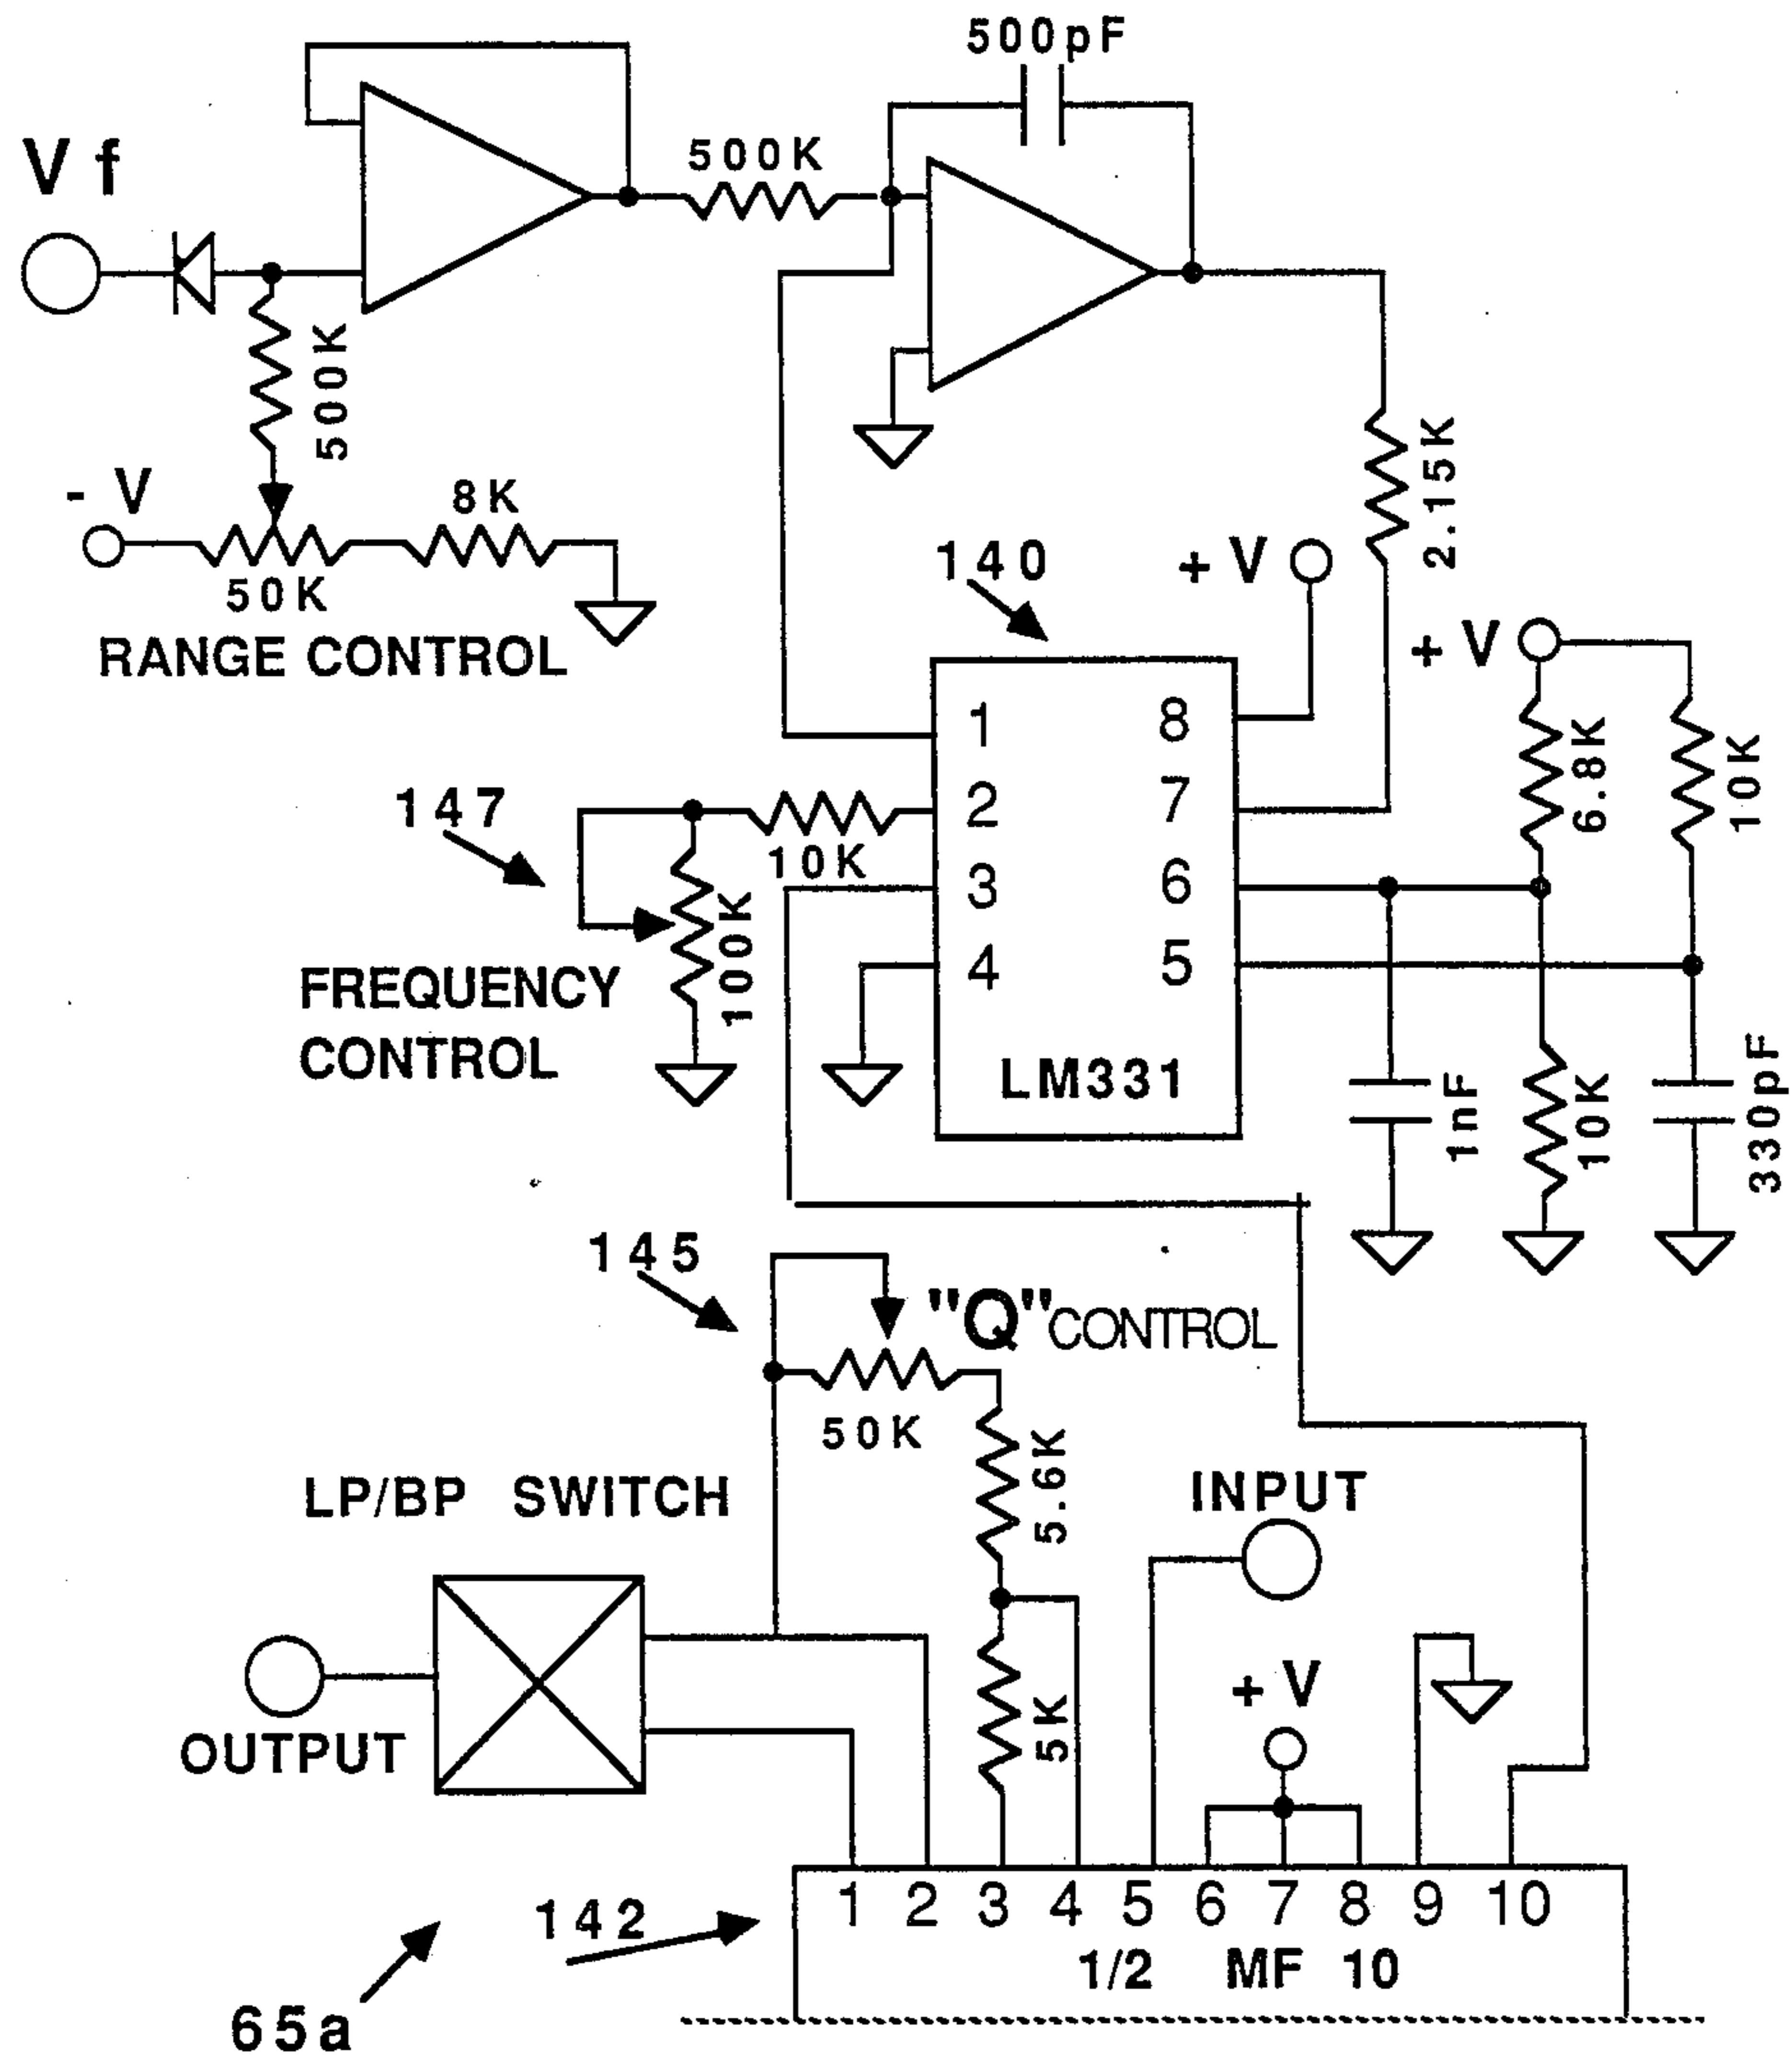 500pF
Vf
500K
500K
- V
8K
50K
RANGE CONTROL
2.15K
140
+ V
+ V
1 8
2 7
3 6
4 5
LM331
6.8K
10K
147
10K
100K
FREQUENCY
CONTROL
1nF
10K
330pF
145
"Q" CONTROL
50K
5.6K
LP/BP SWITCH
INPUT
+ V
5K
OUTPUT
1 2 3 4 5 6 7 8 9 10
142
1/2 MF 10
65a